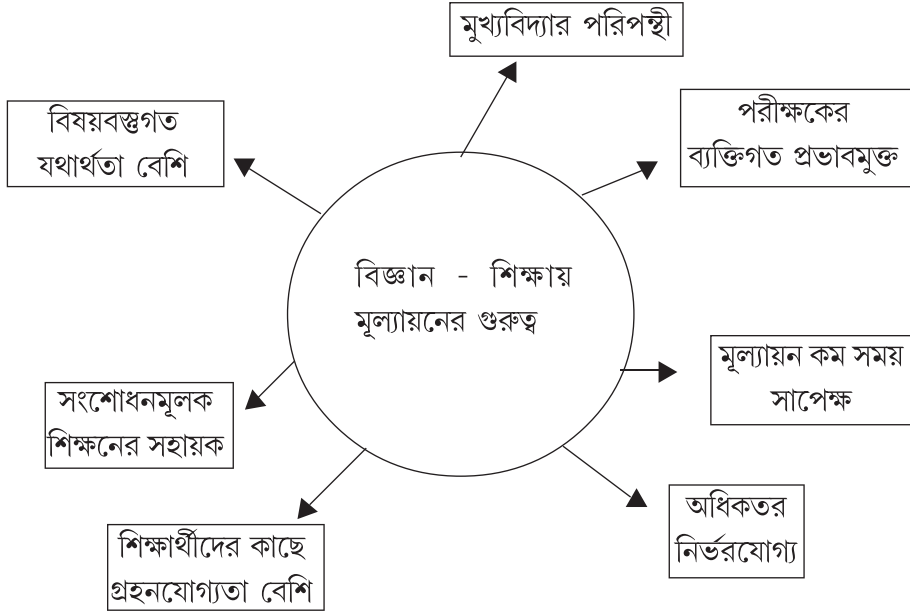 মুখ্যবিদ্যার পরিপন্থী
পরীক্ষকের
ব্যক্তিগত প্রভাবমুক্ত
বিষয়বস্তুগত
যথার্থতা বেশি
বিজ্ঞান - শিক্ষায়
মূল্যায়নের গুরুত্ব
মূল্যায়ন কম সময়
সাপেক্ষ
সংশোধনমূলক
শিক্ষনের সহায়ক
অধিকতর
নির্ভরযোগ্য
শিক্ষার্থীদের কাছে
গ্রহনযোগ্যতা বেশি